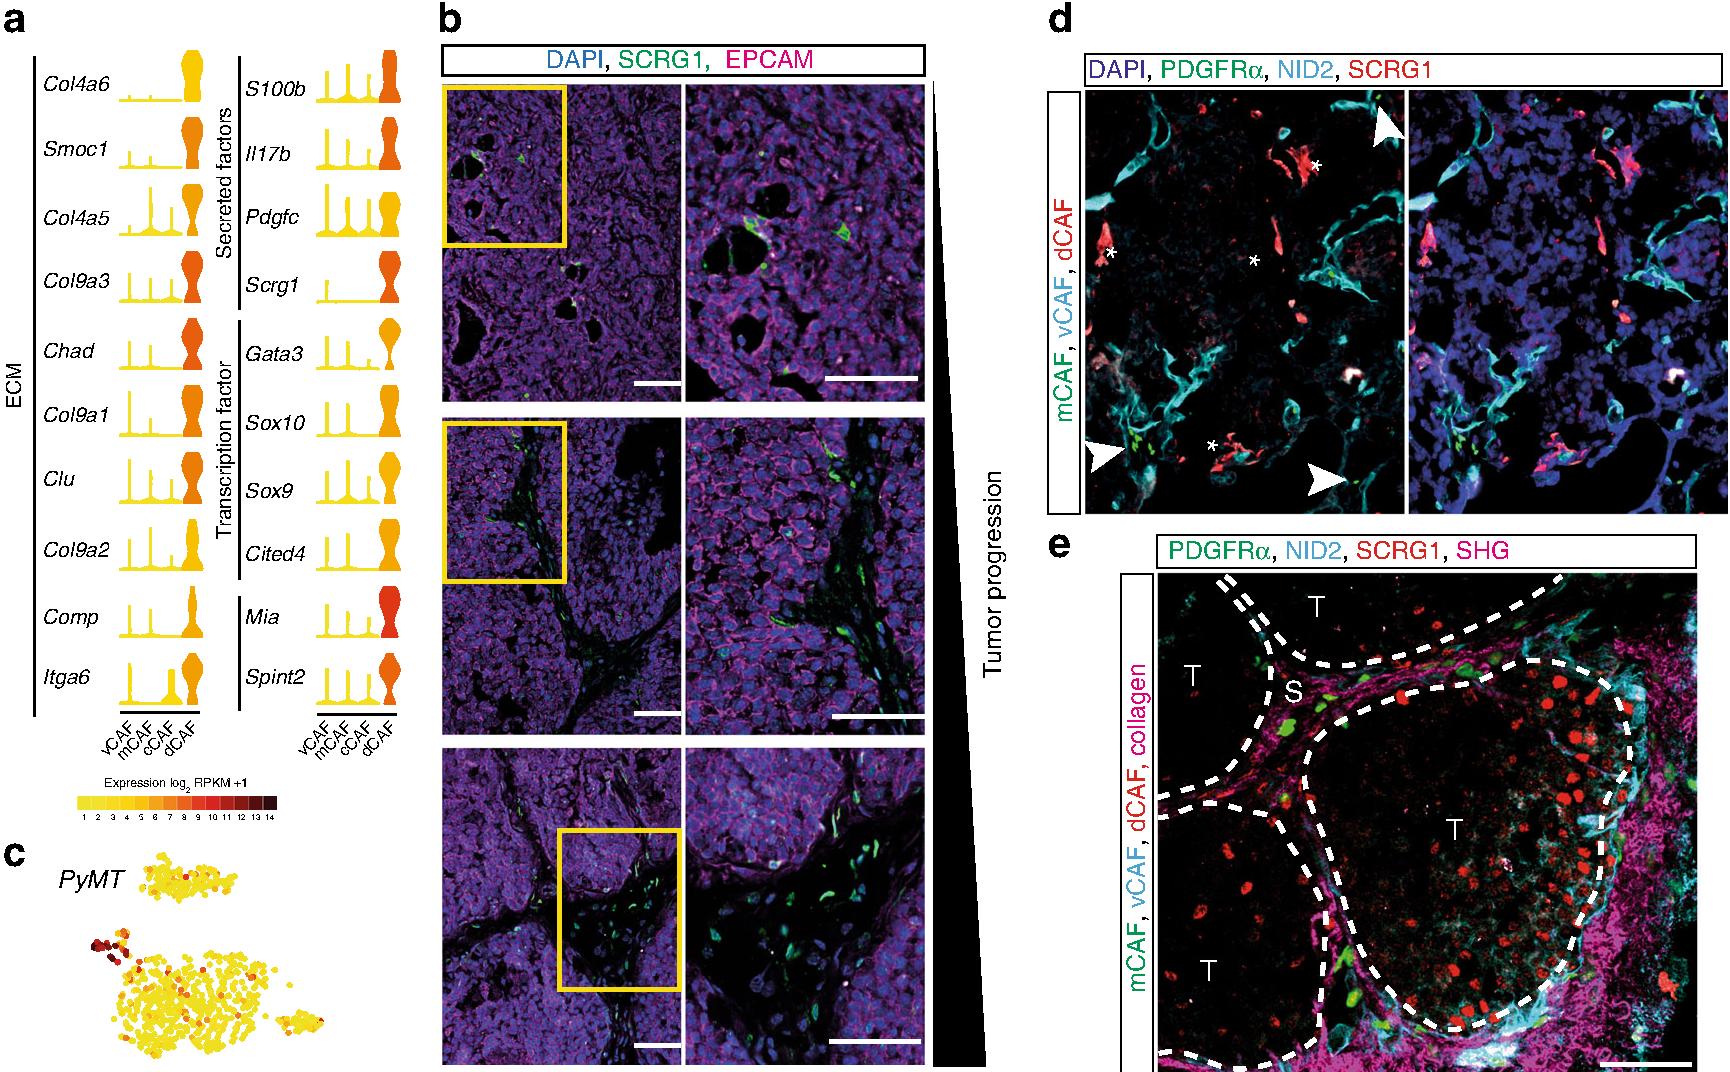 a
ECM
Col4a6
Smoc1
Col4a5
Col9a3
Chad
Col9a1
Clu
Col9a2
Comp
Itga6
vCAF
mCAF
cCAF
dCAF
Secreted factors
S100b
Il17b
Pdgfc
Scrg1
Transcription factor
Gata3
Sox10
Sox9
Cited4
Mia
Spint2
vCAF
mCAF
cCAF
dCAF
Expression log2 RPKM +1
1 2 3 4 5 6 7 8 9 10 11 12 13 14
c
PyMT
b
DAPI, SCRG1, EPCAM
Tumor progression
d
DAPI, PDGFRα, NID2, SCRG1
mCAF, vCAF, dCAF
*
*
*
*
e
PDGFRα, NID2, SCRG1, SHG
mCAF, vCAF, dCAF, collagen
T
T
S
T
T